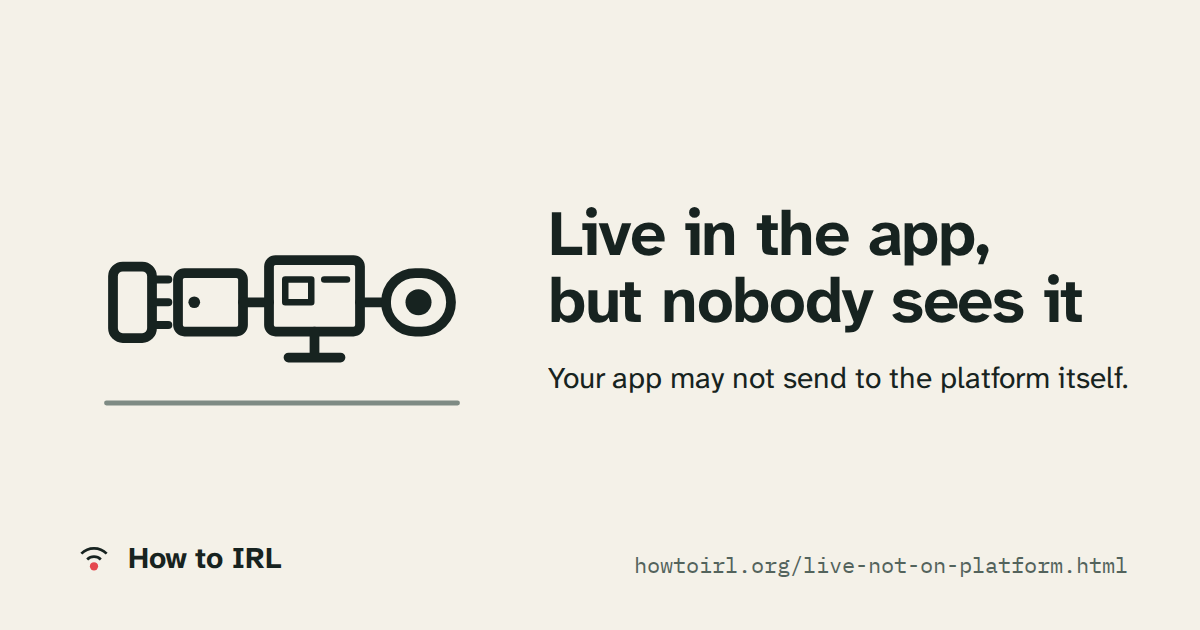 Live in the app,
but nobody sees it
Your app may not send to the platform itself.
How to IRL
howtoirl.org/live-not-on-platform.html